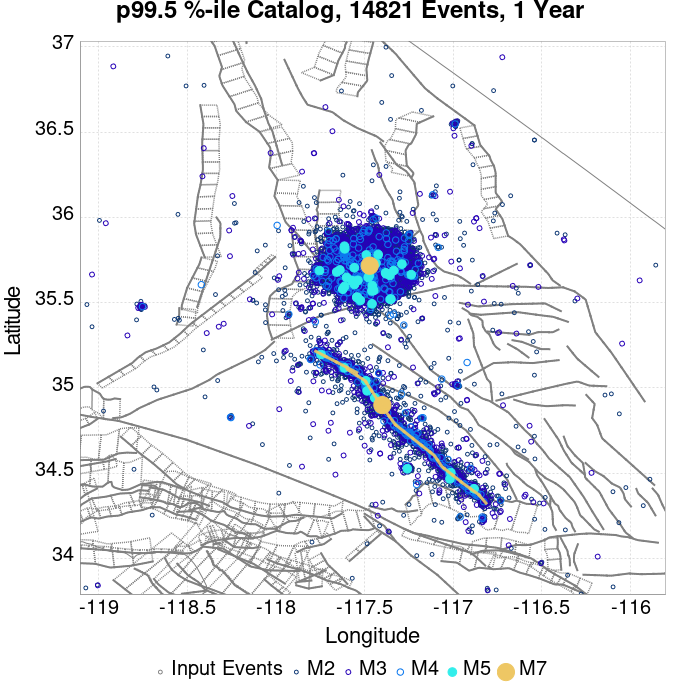 p99.5 %-ile Catalog, 14821 Events, 1 Year
37
36.5
36
35.5
35
34.5
34
Latitude
-119 -118.5 -118 -117.5 -117 -116.5 -116
Longitude
Input Events M2 M3 M4 M5 M7